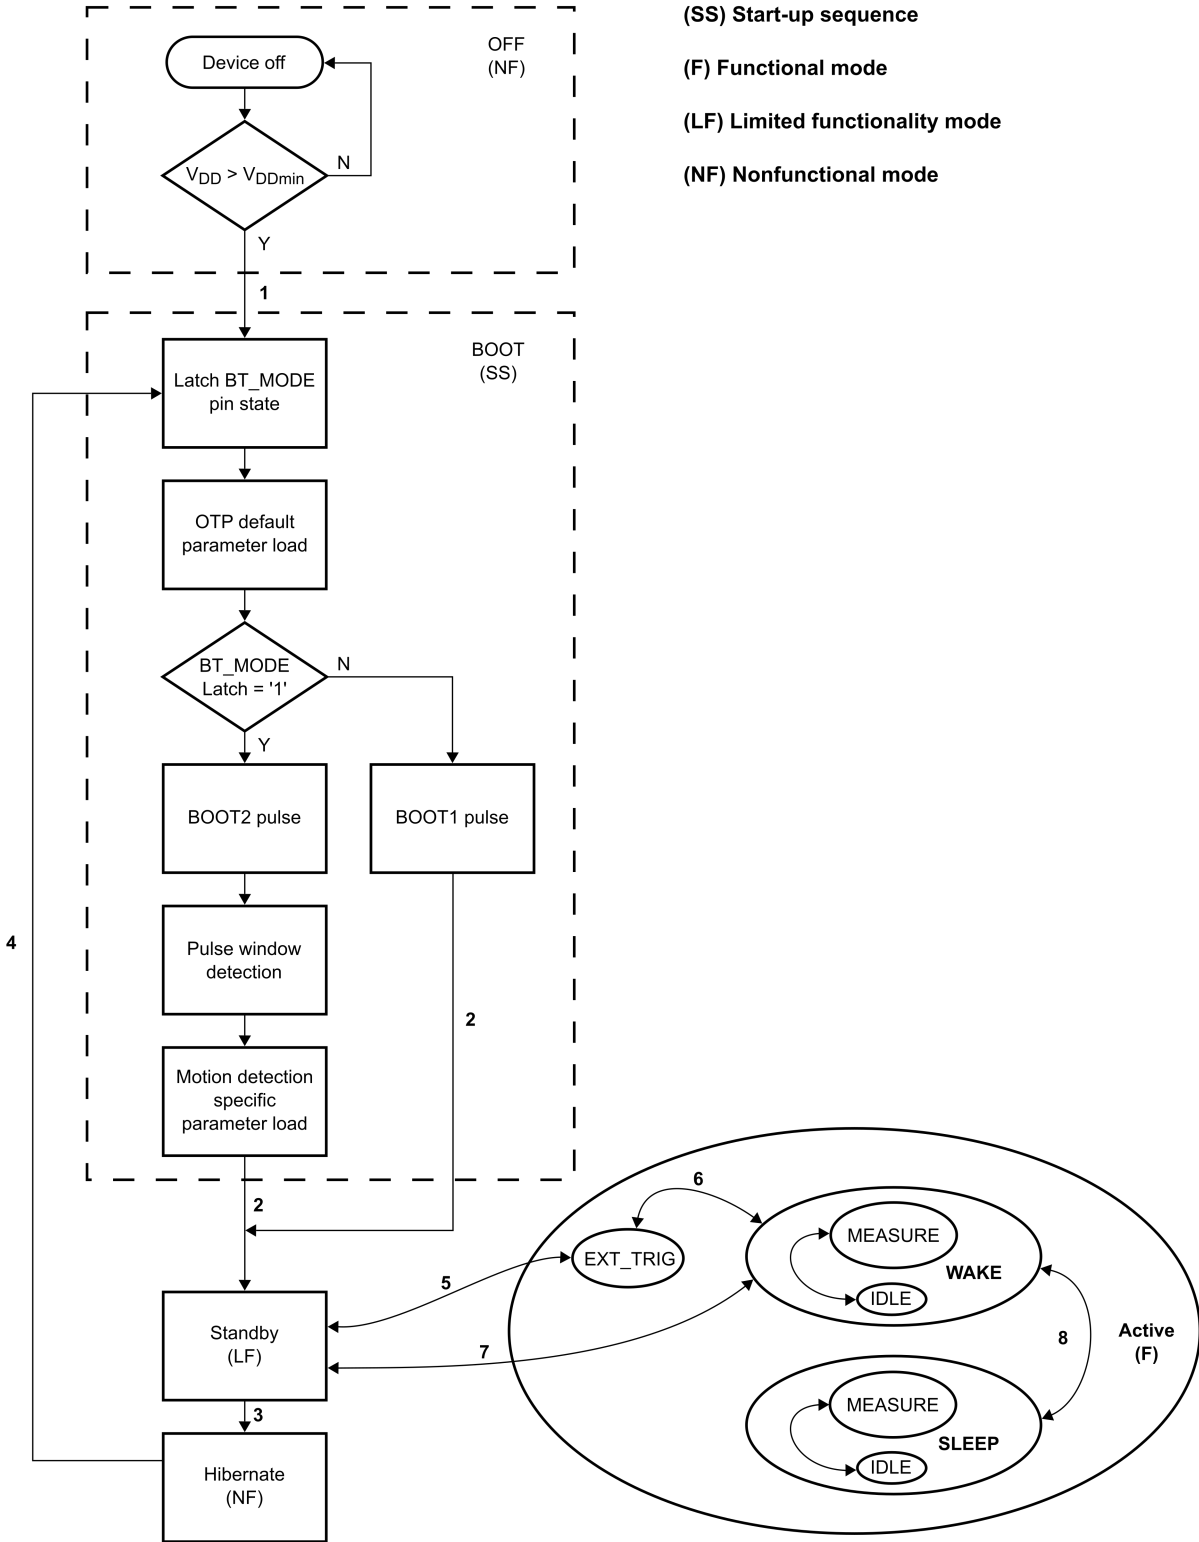 (SS) Start-up sequence
(F) Functional mode
(LF) Limited functionality mode
(NF) Nonfunctional mode
OFF
(NF)
Device off
VDD > VDDmin
N
Y
1
BOOT
(SS)
Latch BT_MODE
pin state
OTP default
parameter load
BT_MODE
Latch = '1'
N
Y
BOOT2 pulse
BOOT1 pulse
Pulse window
detection
4
2
Motion detection
specific
parameter load
2
6
EXT_TRIG
MEASURE
WAKE
IDLE
5
Standby
(LF)
7
8
Active
(F)
MEASURE
SLEEP
IDLE
3
Hibernate
(NF)